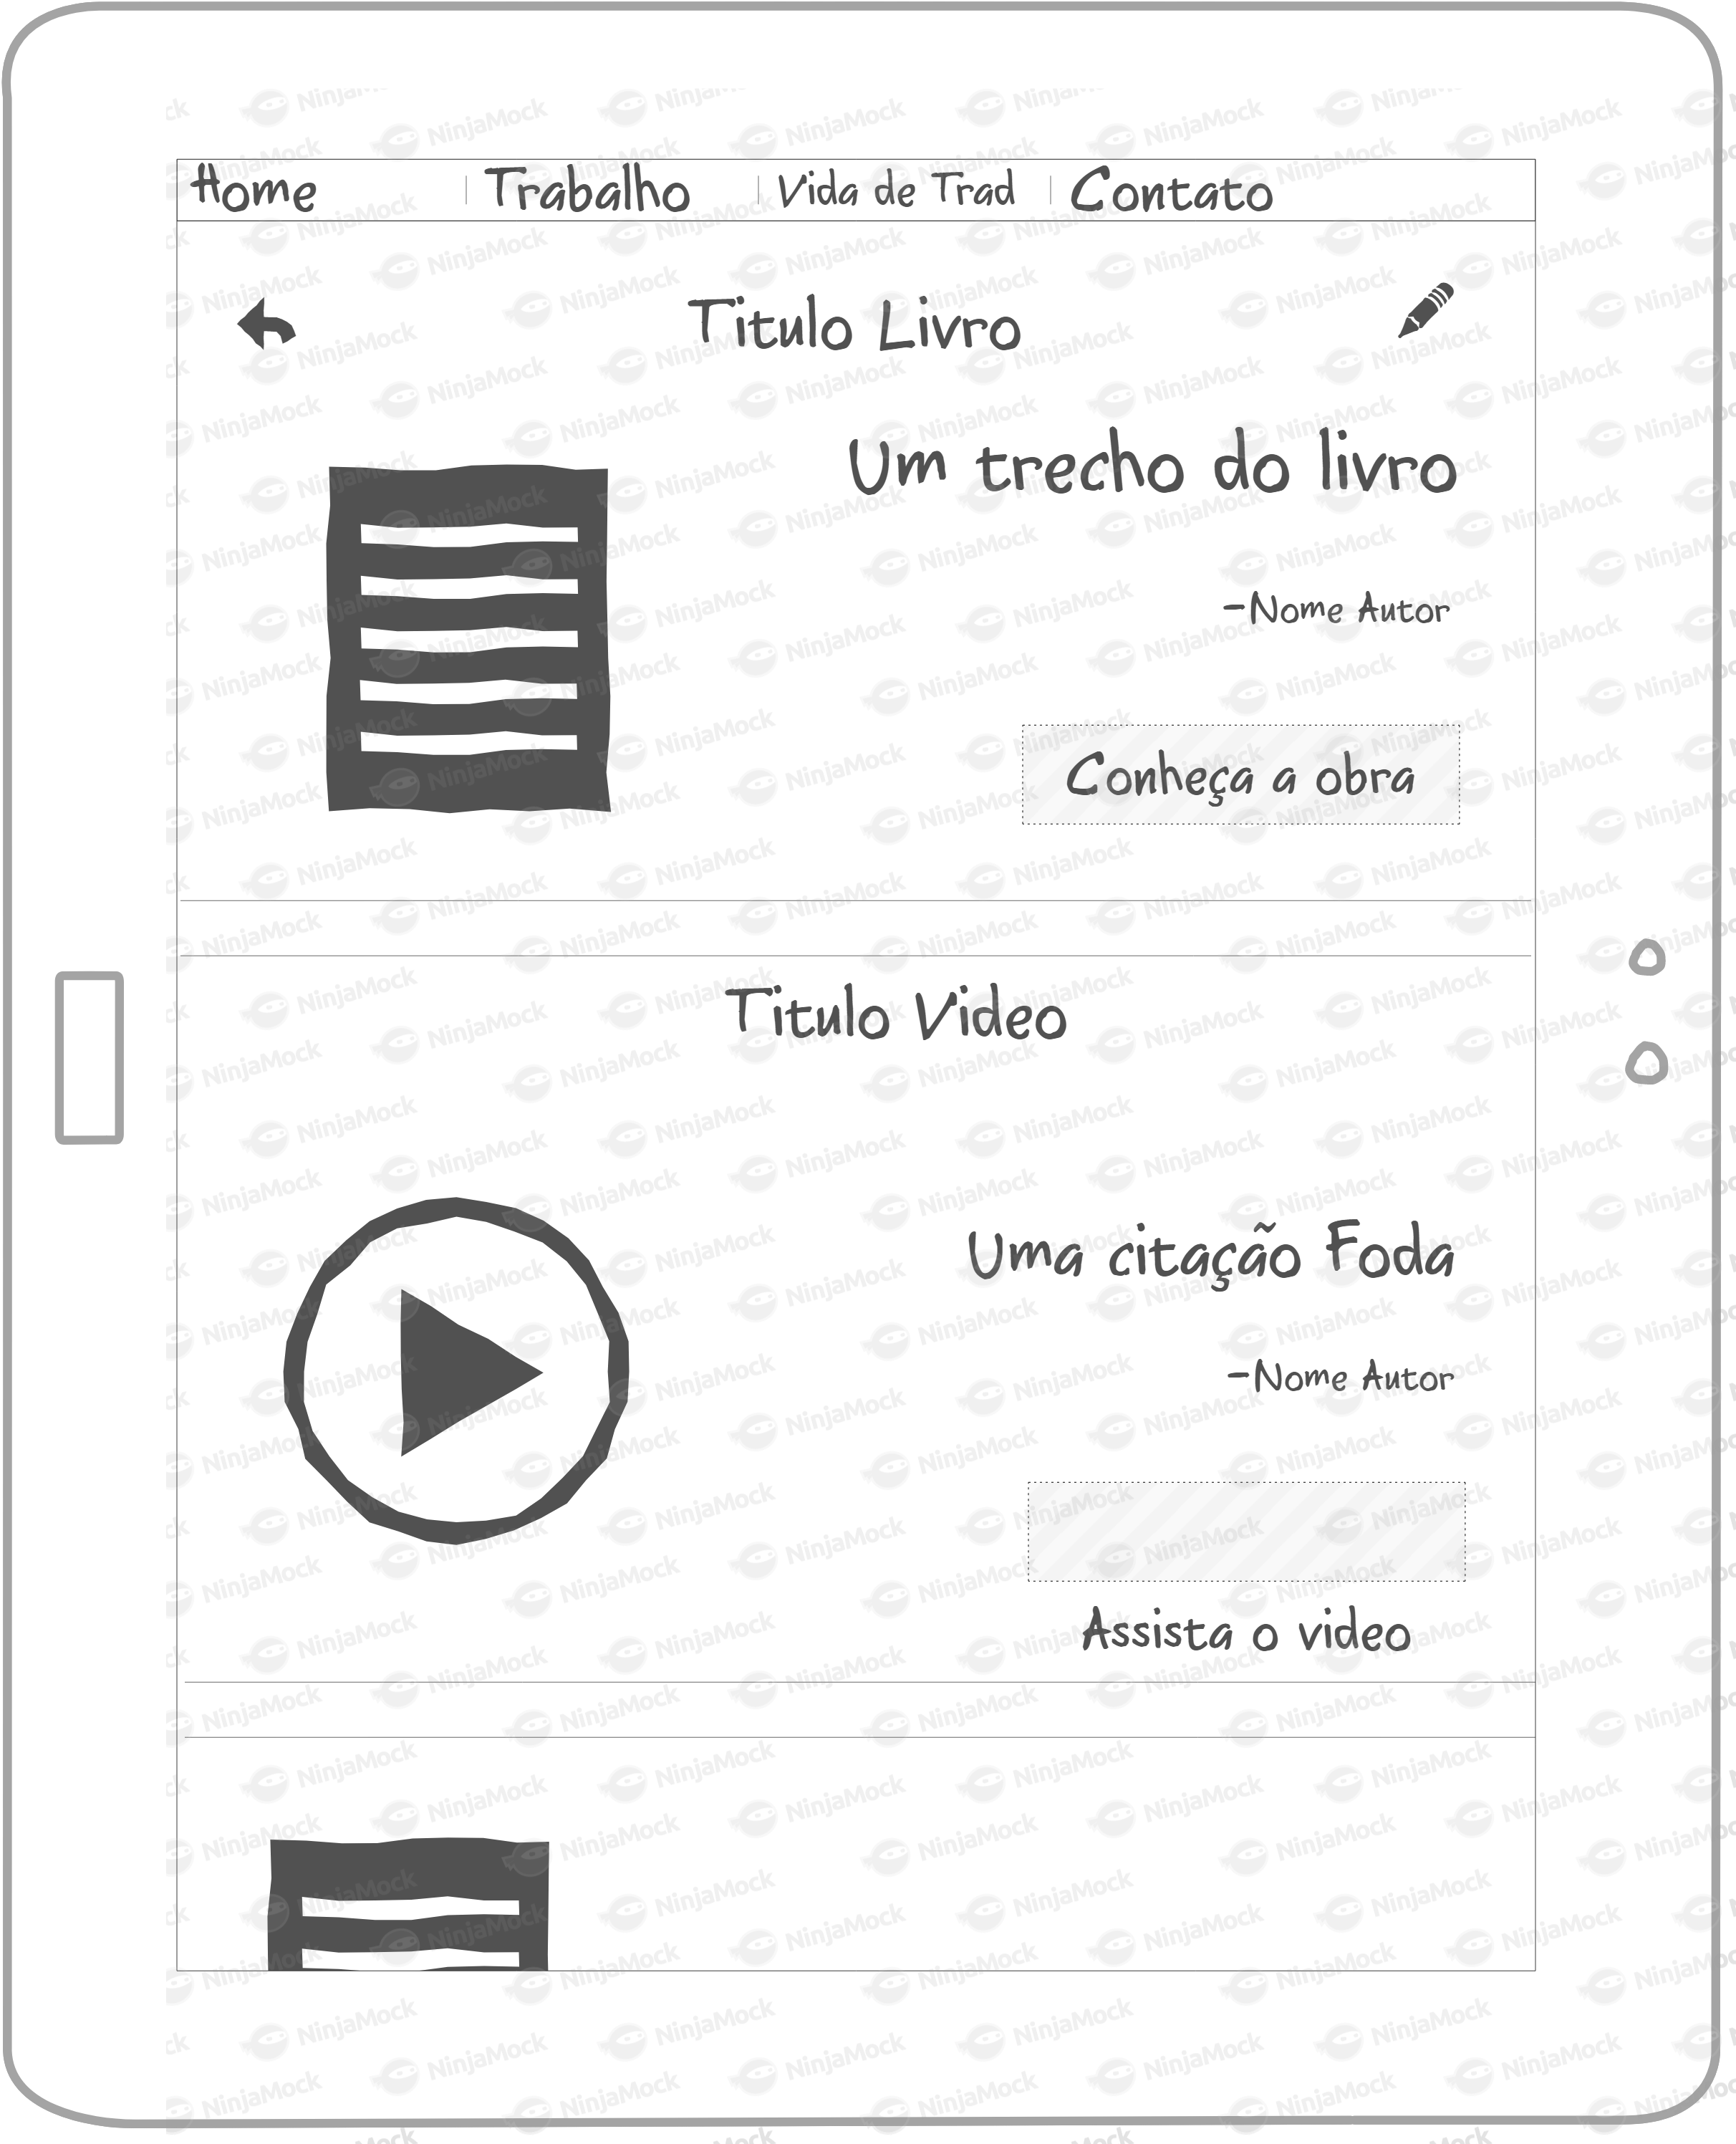 Home Trabalho Vida de Trad Contato
Titulo Livro
Um trecho do livro
-Nome Autor
Conheça a obra
Titulo Video
Uma citação Foda
-Nome Autor
Assista o video
NinjaMock